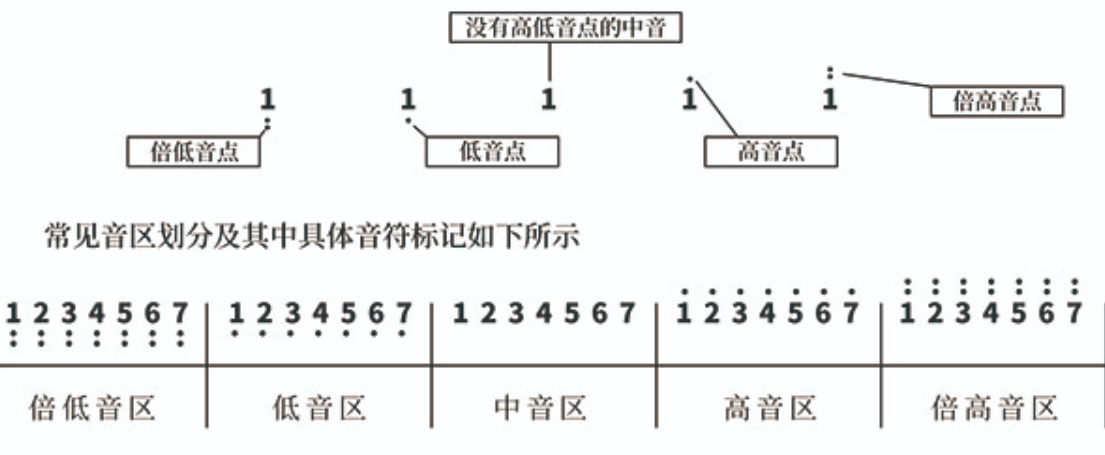 没有高低音点的中音
1 1 1 1 1
倍低音点 低音点 高音点 倍高音点
常见音区划分及其中具体音符标记如下所示
1 2 3 4 5 6 7 1 2 3 4 5 6 7 1 2 3 4 5 6 7 1 2 3 4 5 6 7 1 2 3 4 5 6 7
倍低音区 低音区 中音区 高音区 倍高音区